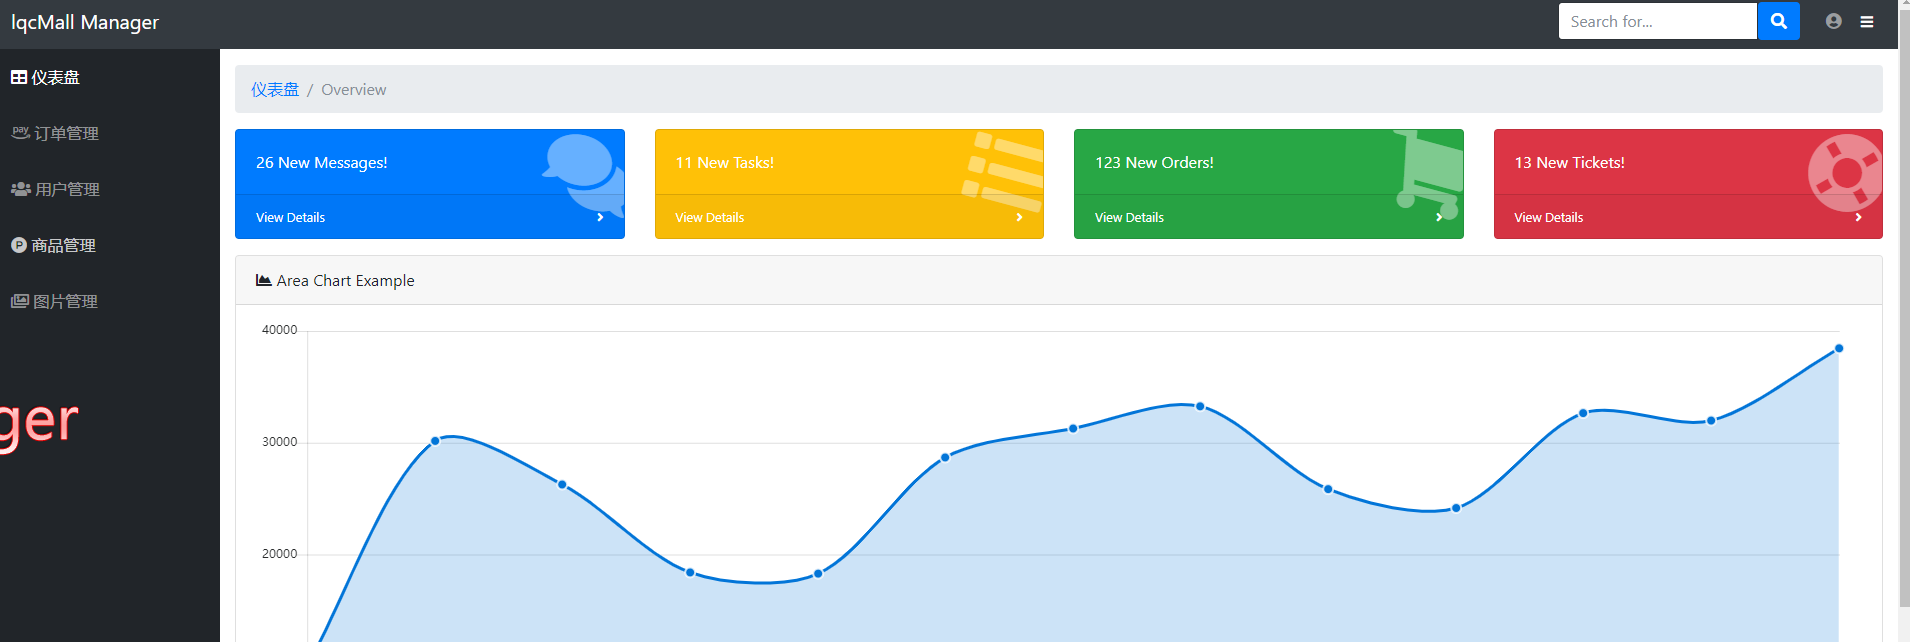 lqcMall Manager
Search for...
仪表盘
订单管理
用户管理
商品管理
图片管理
ger
仪表盘 / Overview
26 New Messages!
View Details
11 New Tasks!
View Details
123 New Orders!
View Details
13 New Tickets!
View Details
Area Chart Example
40000
30000
20000